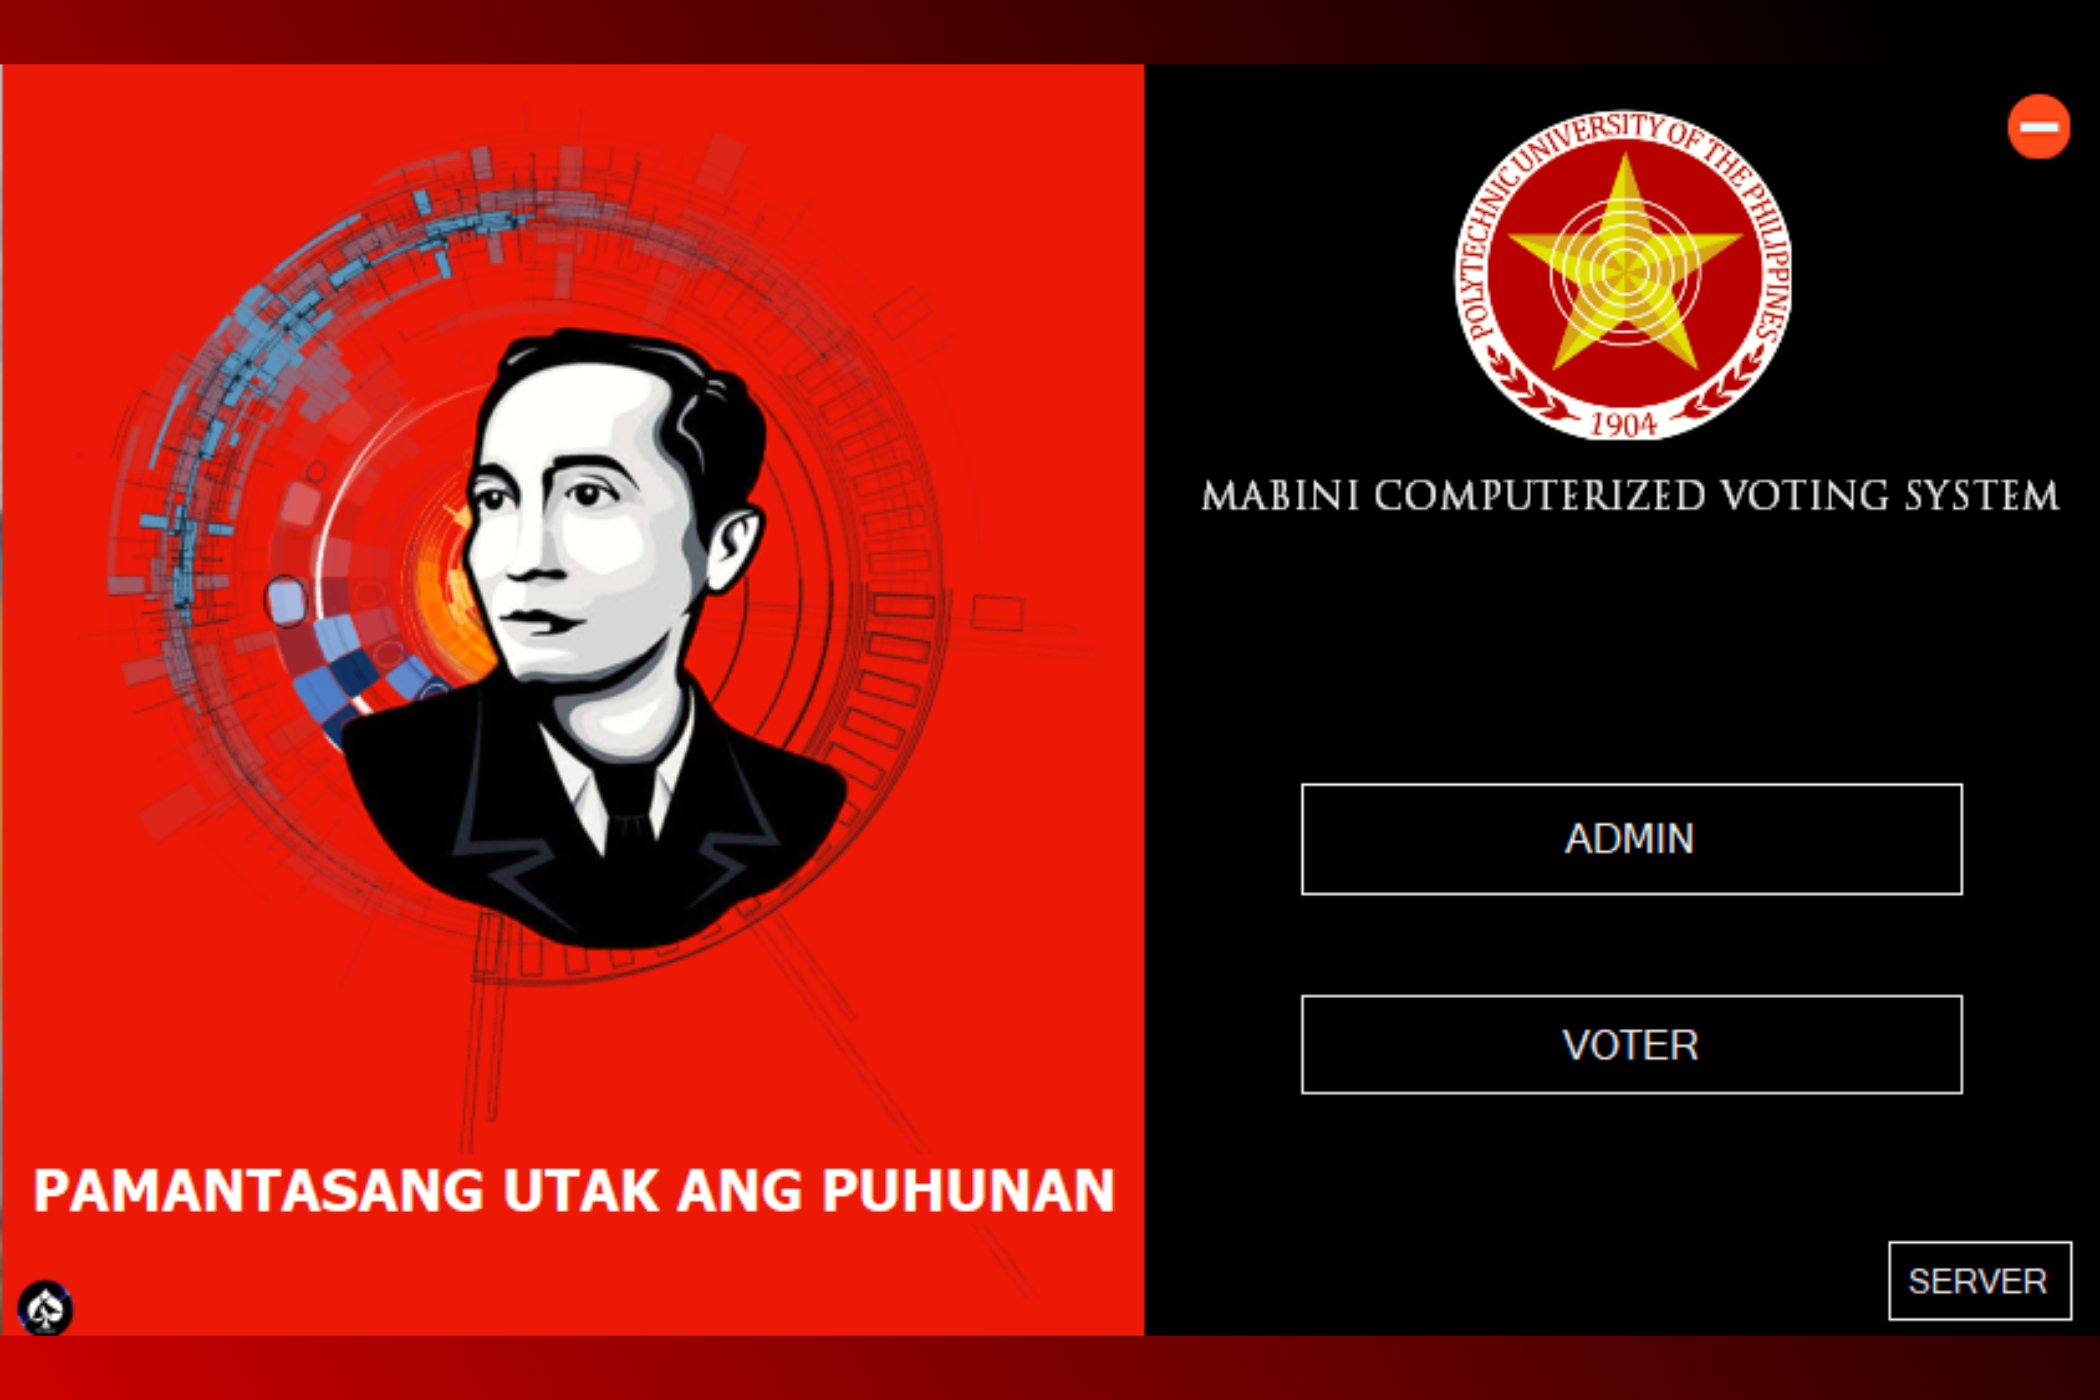 POLYTECHNIC UNIVERSITY OF THE PHILIPPINES
1904
MABINI COMPUTERIZED VOTING SYSTEM
ADMIN
VOTER
PAMANTASANG UTAK ANG PUHUNAN
SERVER